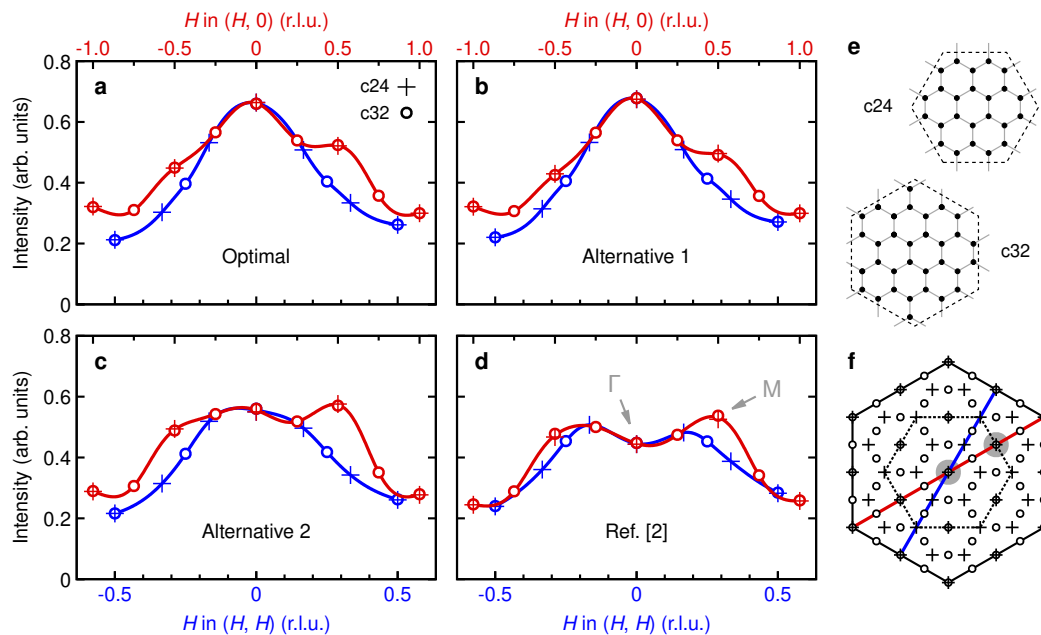 H in (H, 0) (r.l.u.)
H in (H, 0) (r.l.u.)
-1.0 -0.5 0 0.5 -1.0 -0.5 0 0.5 1.0
0.8
a
c24
c32
b
e
c24
0.6
Intensity (arb. units)
0.4
0.2
0
Optimal
Alternative 1
c32
0.8
c
d
f
Γ
M
0.6
Intensity (arb. units)
0.4
0.2
0
Alternative 2
Ref. [2]
-0.5 0 0.5 -0.5 0 0.5
H in (H, H) (r.l.u.)
H in (H, H) (r.l.u.)